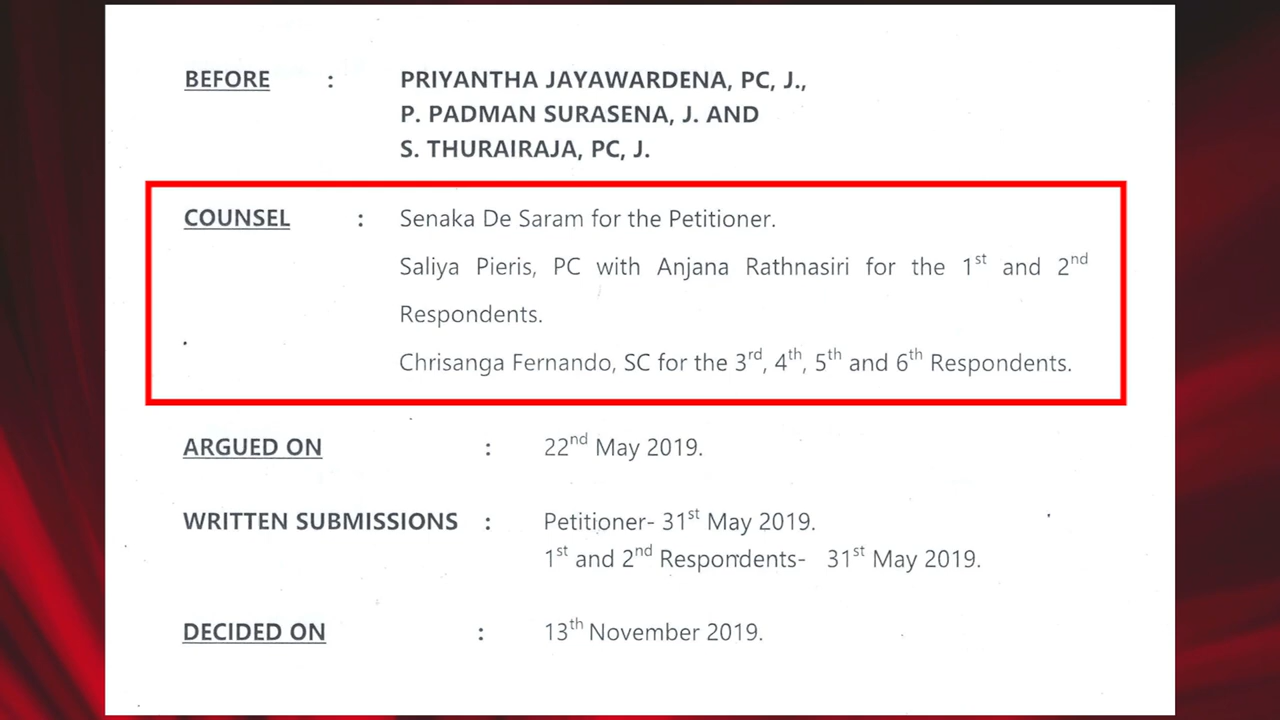 BEFORE : PRIYANTHA JAYAWARDENA, PC, J.,
P. PADMAN SURASENA, J. AND
S. THURAIRAJA, PC, J.
COUNSEL : Senaka De Saram for the Petitioner.
Saliya Pieris, PC with Anjana Rathnasiri for the 1st and 2nd
Respondents.
Chrisanga Fernando, SC for the 3rd, 4th, 5th and 6th Respondents.
ARGUED ON : 22nd May 2019.
WRITTEN SUBMISSIONS : Petitioner- 31st May 2019.
1st and 2nd Respondents- 31st May 2019.
DECIDED ON : 13th November 2019.